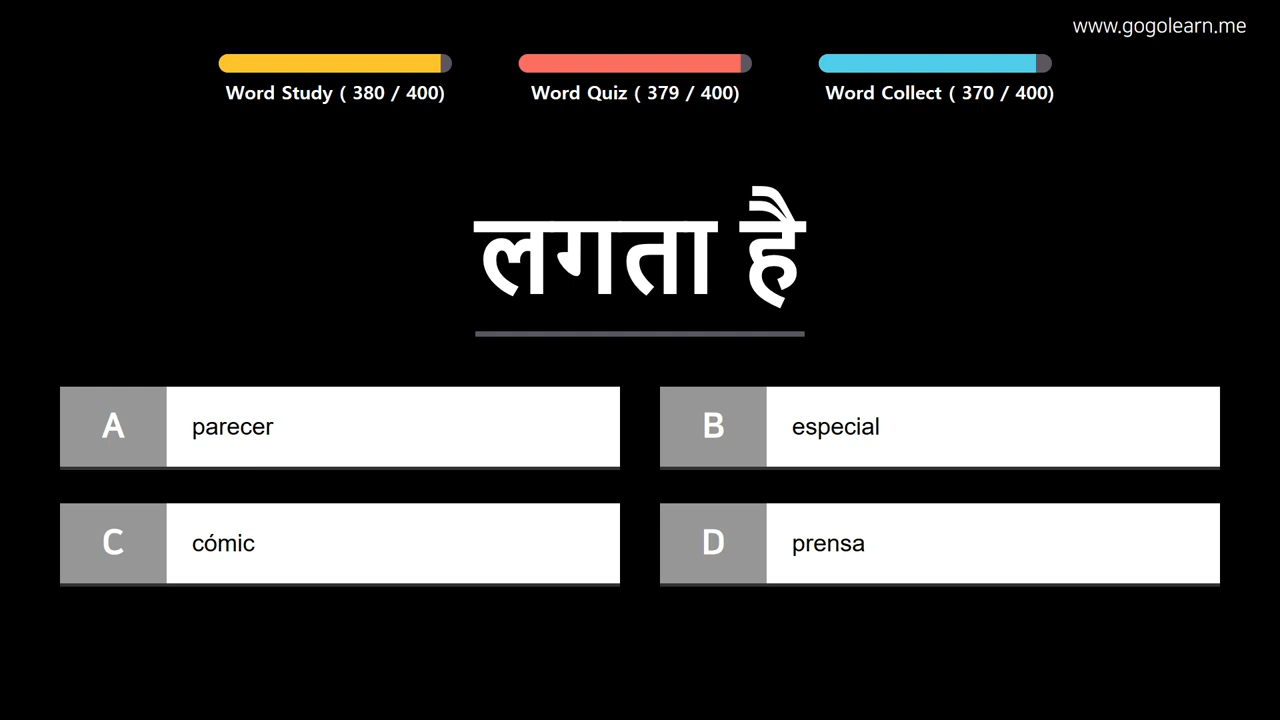 www.gogolearn.me
Word Study ( 380 / 400)
Word Quiz ( 379 / 400)
Word Collect ( 370 / 400)
लगता है
A parecer
B especial
C cómic
D prensa